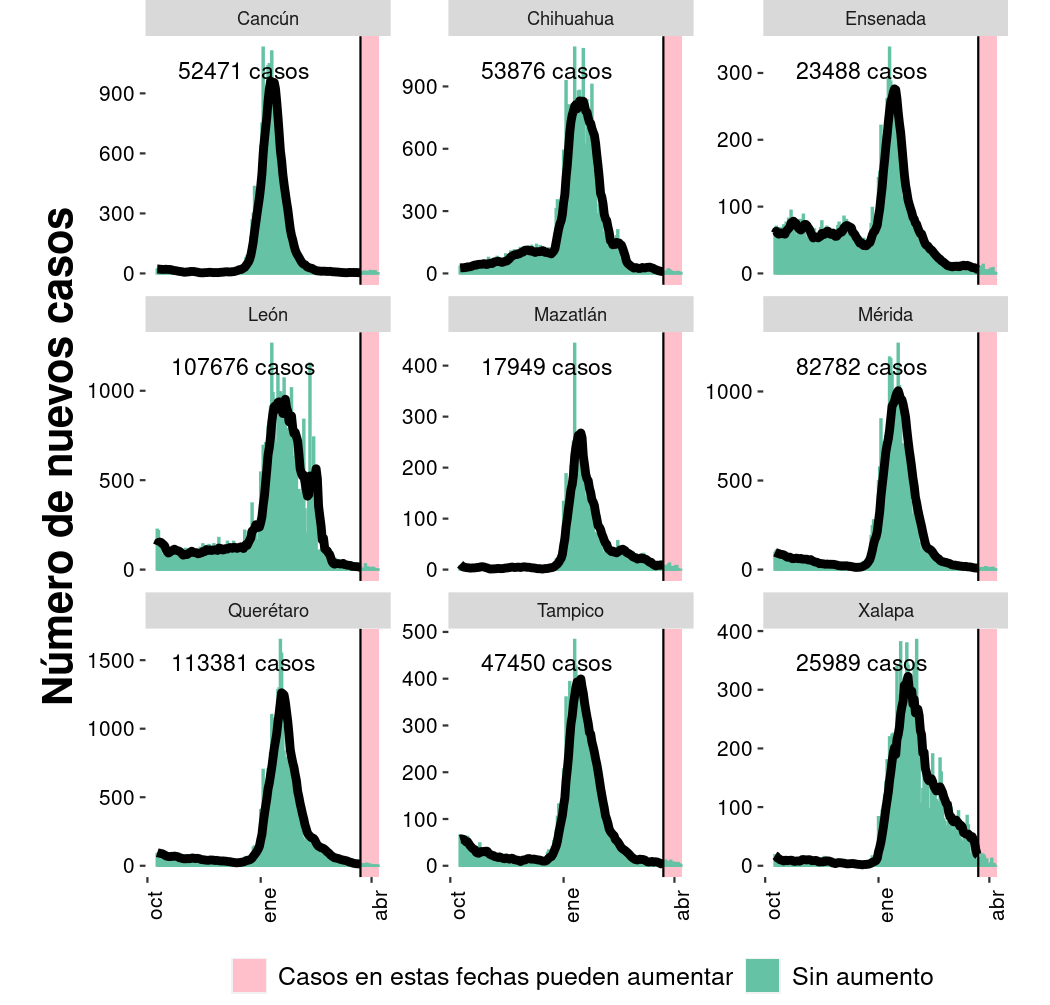 Cancún Chihuahua Ensenada
52471 casos 53876 casos 23488 casos
900 900 300
600 600 200
300 300 100
0 0 0
León Mazatlán Mérida
107676 casos 17949 casos 82782 casos
1000 400 1000
300
500 200 500
100
0 0 0
Querétaro Tampico Xalapa
113381 casos 47450 casos 25989 casos
1500 500 400
400 300
1000 300 200
500 200 100
100
0 0 0
oct ene abr oct ene abr oct ene abr
Número de nuevos casos
Casos en estas fechas pueden aumentar Sin aumento